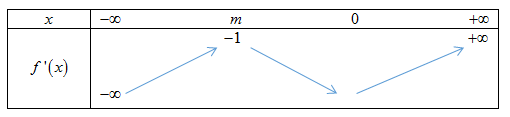 x −∞ m 0 +∞
−1 +∞
f'(x)
−∞